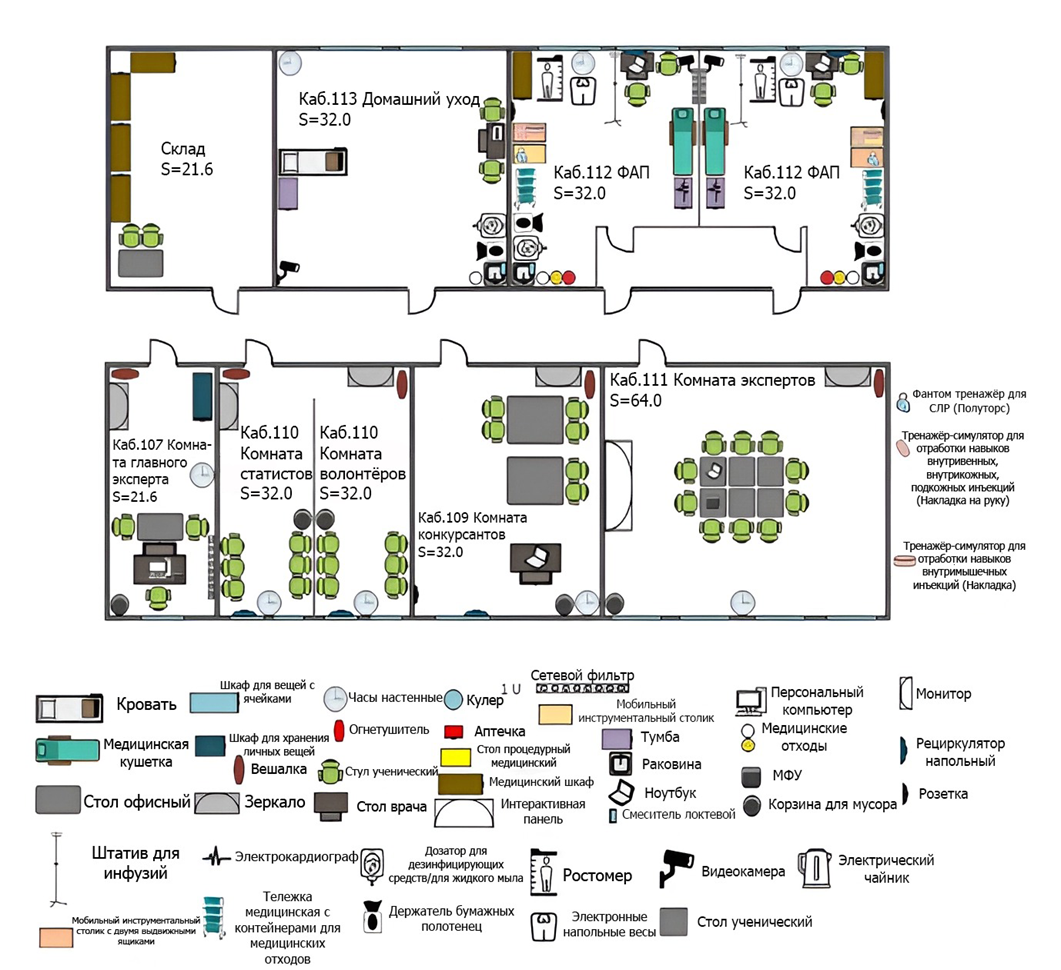 Склад
S=21.6
Каб.113 Домашний уход
S=32.0
Каб.112 ФАП
S=32.0
Каб.112 ФАП
S=32.0
Каб.107 Комна-
та главного
эксперта
S=21.6
Каб.110
Комната
статистов
S=32.0
Каб.110
Комната
волонтёров
S=32.0
Каб.109 Комната
конкурсантов
S=32.0
Каб.111 Комната экспертов
S=64.0
Фантом тренажёр для
СЛР (Полуторс)
Тренажёр-симулятор для
отработки навыков
внутривенных,
внутрикожных,
подкожных инъекций
(Накладка на руку)
Тренажёр-симулятор для
отработки навыков
внутримышечных
инъекций (Накладка)
Кровать
Шкаф для вещей с
ячейками
Часы настенные
Кулер
1 U
Сетевой фильтр
Мобильный
инструментальный столик
Персональный
компьютер
Монитор
Медицинская
кушетка
Шкаф для хранения
личных вещей
Огнетушитель
Аптечка
Стол процедурный
медицинский
Тумба
Медицинские
отходы
Рециркулятор
напольный
Вешалка
Стул ученический
Медицинский шкаф
Раковина
МФУ
Стол офисный
Зеркало
Стол врача
Интерактивная
панель
Ноутбук
Смеситель локтевой
Корзина для мусора
Розетка
Штатив для
инфузий
Электрокардиограф
Дозатор для
дезинфицирующих
средств/для жидкого мыла
Ростомер
Видеокамера
Электрический
чайник
Мобильный инструментальный
столик с двумя выдвижными
ящиками
Тележка
медицинская с
контейнерами для
медицинских
отходов
Держатель бумажных
полотенец
Электронные
напольные весы
Стол ученический